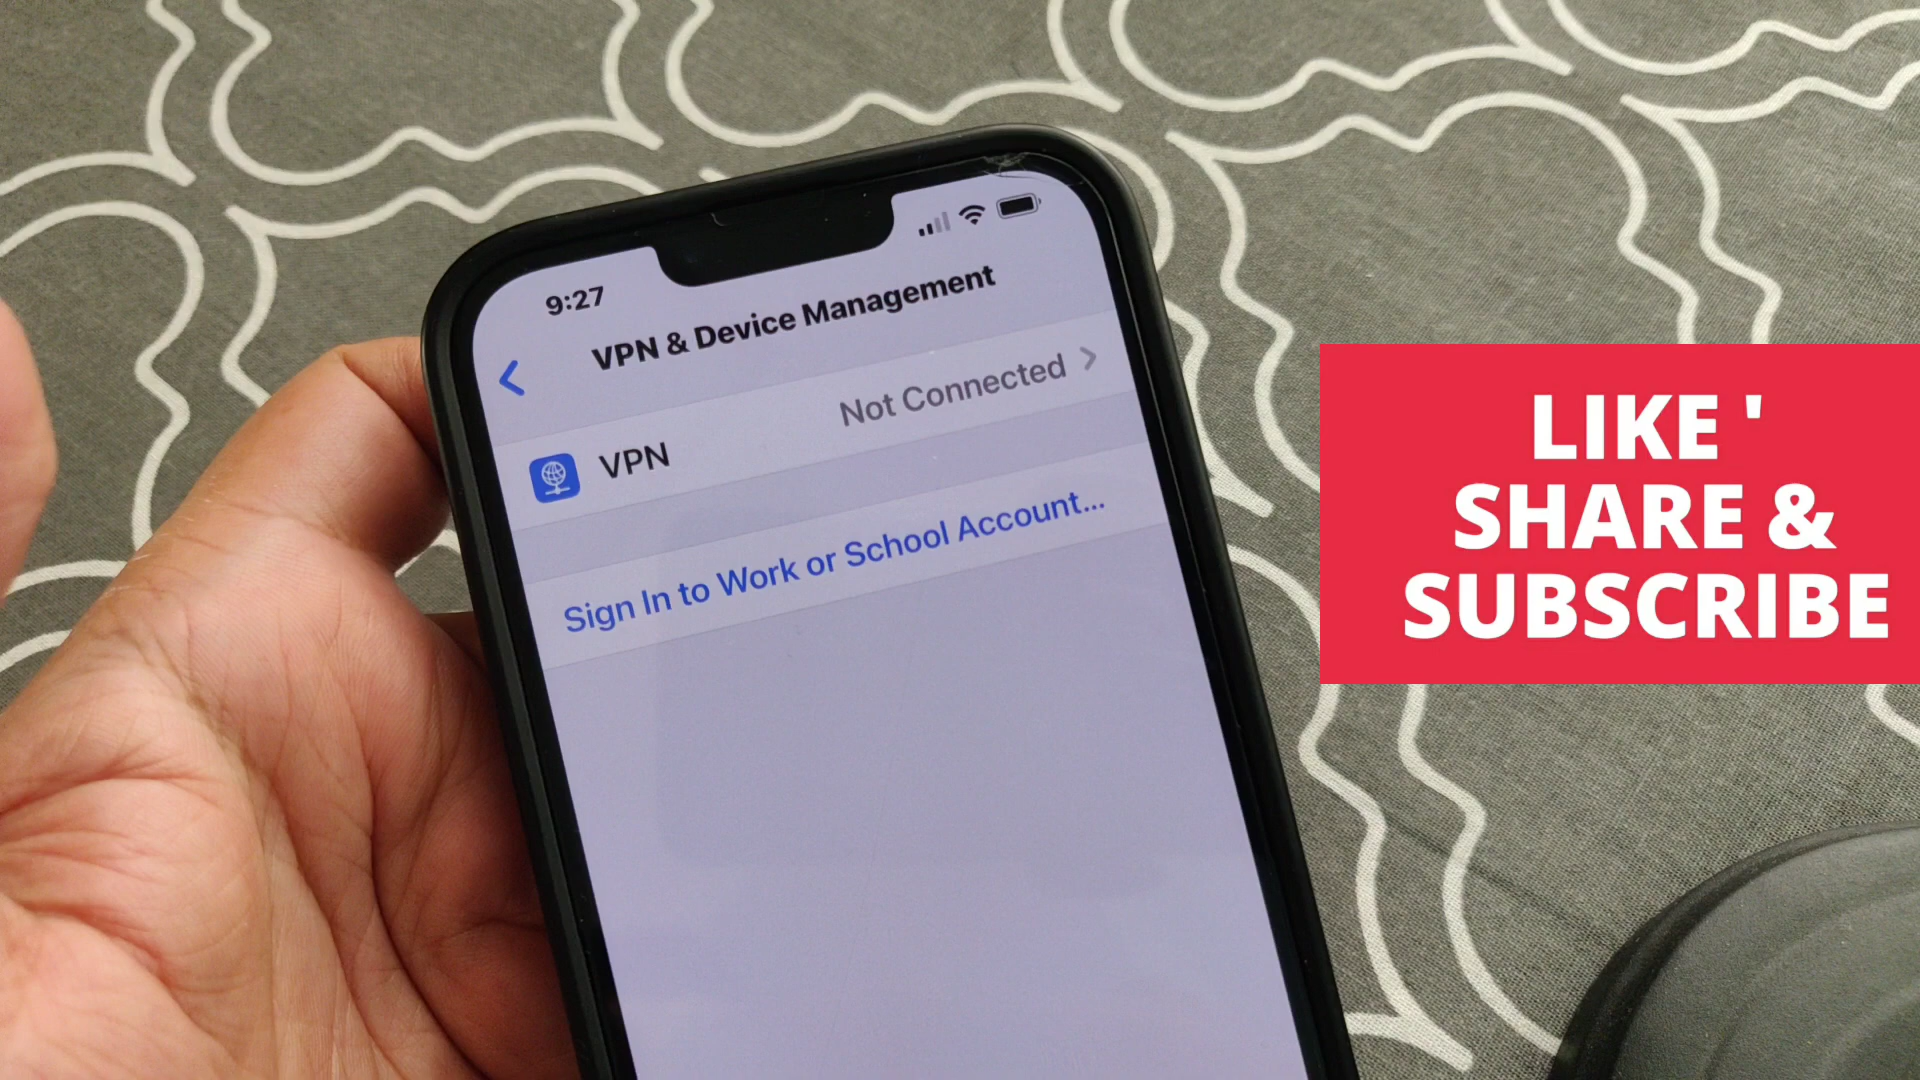 9:27
VPN & Device Management
VPN Not Connected
Sign In to Work or School Account...
LIKE '
SHARE &
SUBSCRIBE